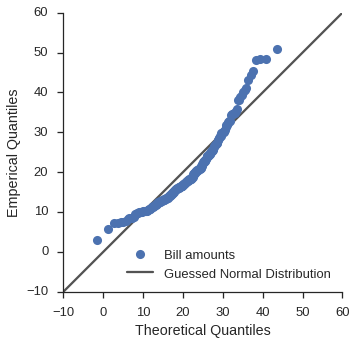 60
50
40
30
20
10
0
−10
Emperical Quantiles
Bill amounts
Guessed Normal Distribution
−10 0 10 20 30 40 50 60
Theoretical Quantiles